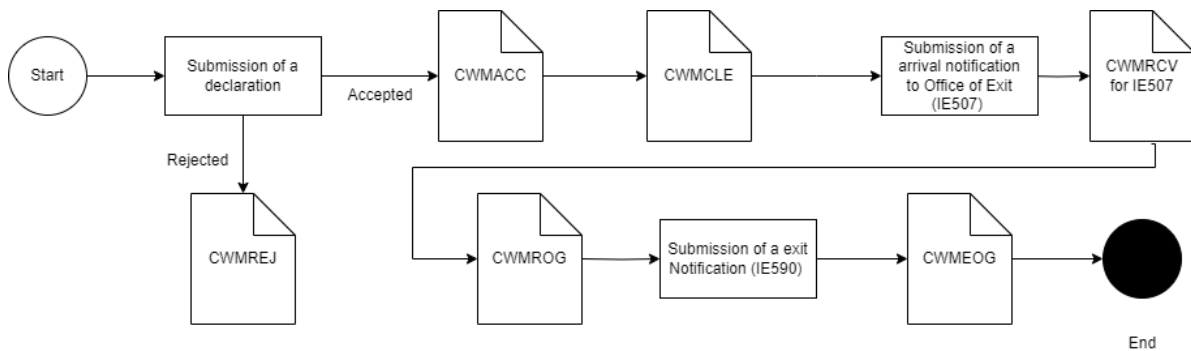 Start
Submission of a
declaration
Accepted
Rejected
CWMREJ
CWMACC
CWMCLE
Submission of a
arrival notification
to Office of Exit
(IE507)
CWMRCV
for IE507
CWMROG
Submission of a exit
Notification (IE590)
CWMEOG
End